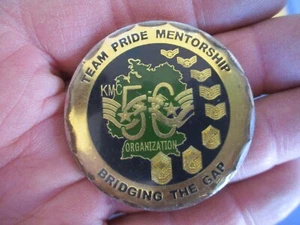 TEAM PRIDE MENTORSHIP
KMC
5·6
ORGANIZATION
BRIDGING THE GAP